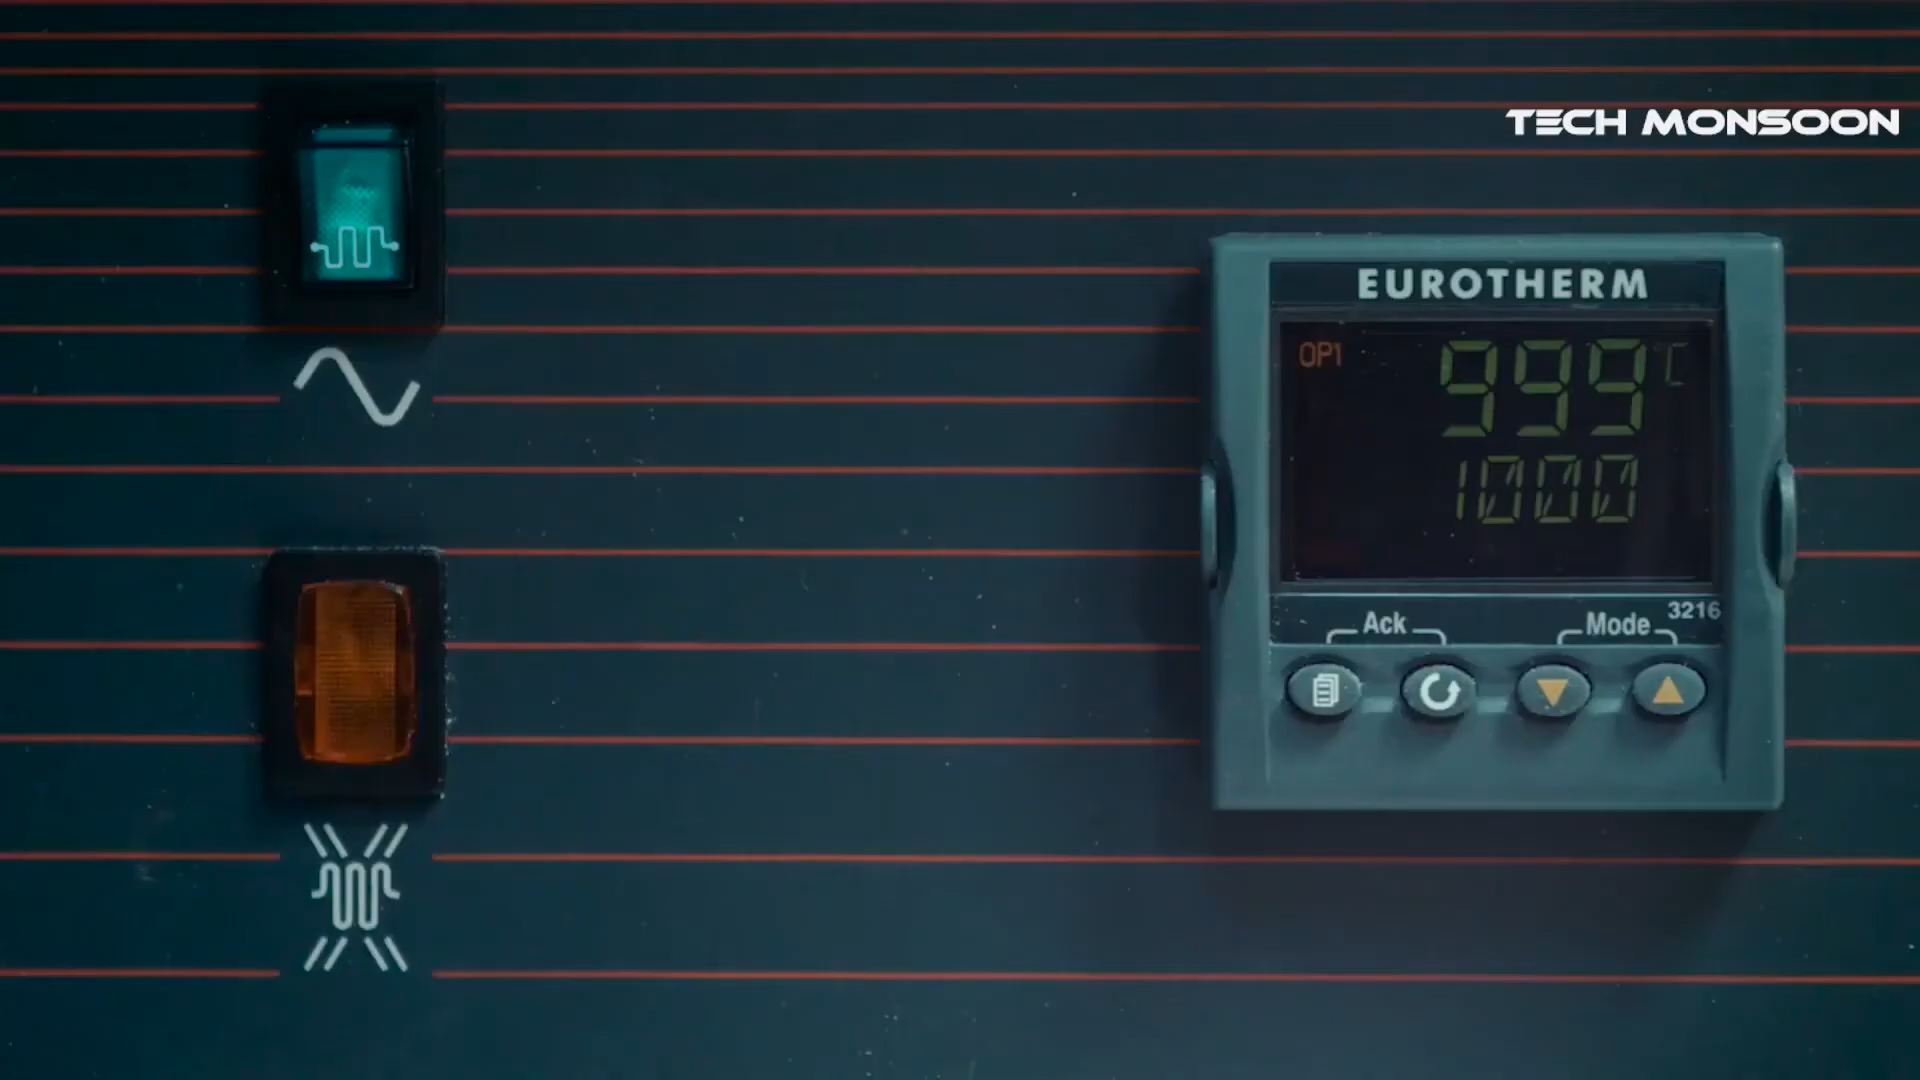 TECH MONSOON
EUROTHERM
OP1
999 °C
1000
Ack
Mode
3216